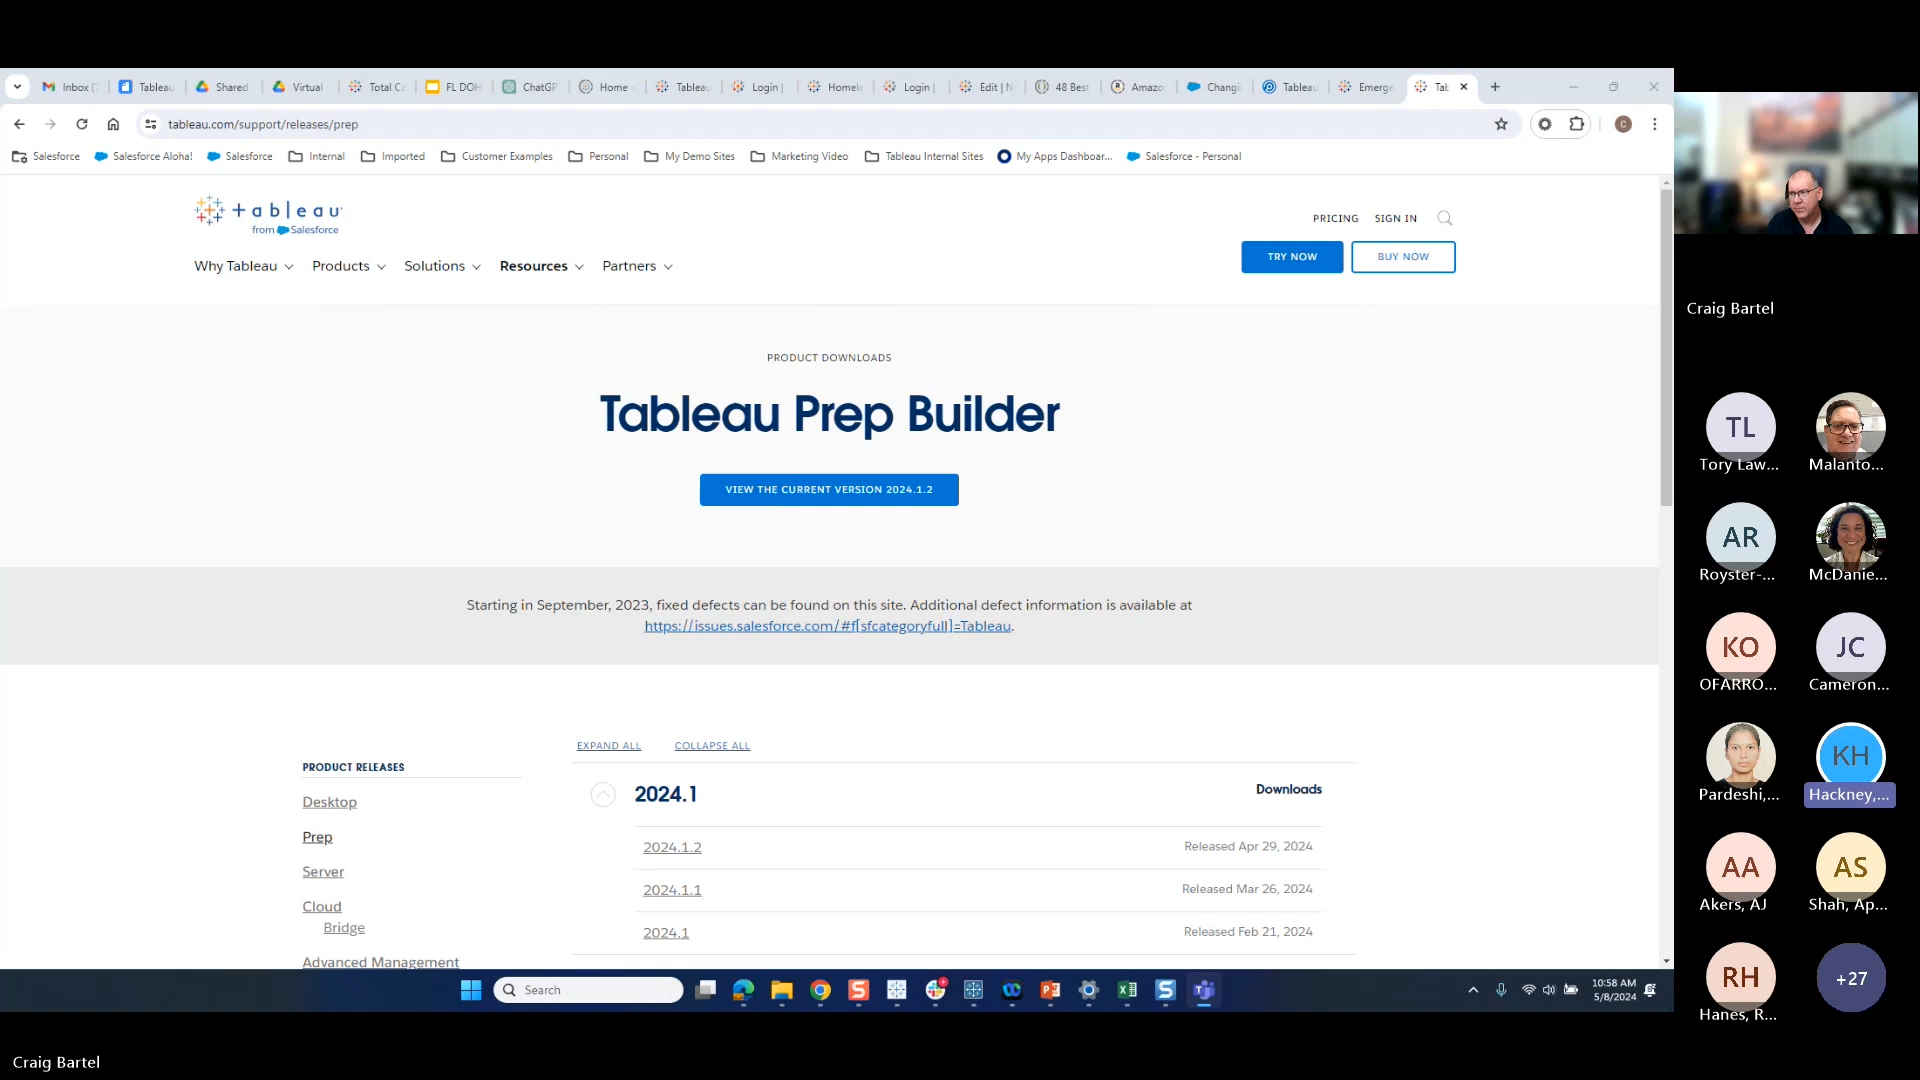 Inbox (
Tableau
Shared
Virtual
Total Ca
FL DOH
ChatGP
Home -
Tableau
Login |
Homele
Login |
Edit | N
48 Best
Amazo
Changi
Tableau
Emerge
Tab
tableau.com/support/releases/prep
C
Salesforce
Salesforce Aloha!
Salesforce
Internal
Imported
Customer Examples
Personal
My Demo Sites
Marketing Video
Tableau Internal Sites
My Apps Dashboar...
Salesforce - Personal
+ableau
from Salesforce
PRICING
SIGN IN
Why Tableau
Products
Solutions
Resources
Partners
TRY NOW
BUY NOW
PRODUCT DOWNLOADS
Tableau Prep Builder
VIEW THE CURRENT VERSION 2024.1.2
Starting in September, 2023, fixed defects can be found on this site. Additional defect information is available at
https://issues.salesforce.com/#f[sfcategoryfull]=Tableau.
EXPAND ALL
COLLAPSE ALL
PRODUCT RELEASES
Desktop
Prep
Server
Cloud
Bridge
Advanced Management
2024.1
Downloads
2024.1.2
Released Apr 29, 2024
2024.1.1
Released Mar 26, 2024
2024.1
Released Feb 21, 2024
Search
10:58 AM
5/8/2024
Craig Bartel
TL
Tory Law...
Malanto...
AR
Royster-...
McDanie...
KO
OFARRO...
JC
Cameron...
Pardeshi,...
KH
Hackney,...
AA
Akers, AJ
AS
Shah, Ap...
RH
Hanes, R...
+27
Craig Bartel